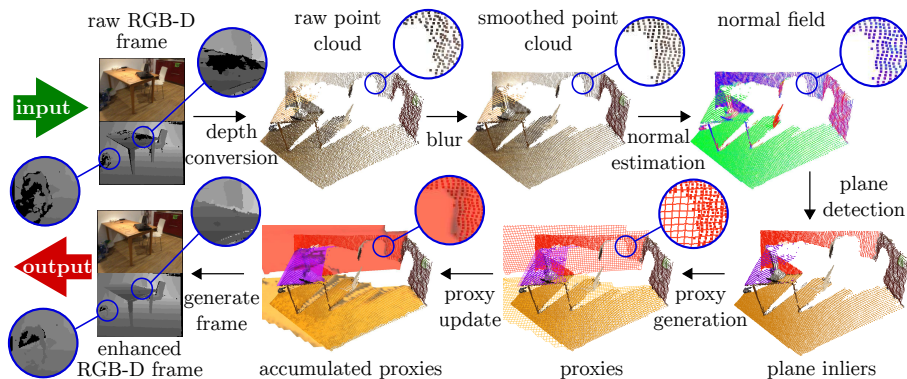 raw RGB-D
frame
raw point
cloud
smoothed point
cloud
normal field
input
depth
conversion
blur
normal
estimation
plane
detection
output
generate
frame
proxy
update
proxy
generation
enhanced
RGB-D frame
accumulated proxies
proxies
plane inliers